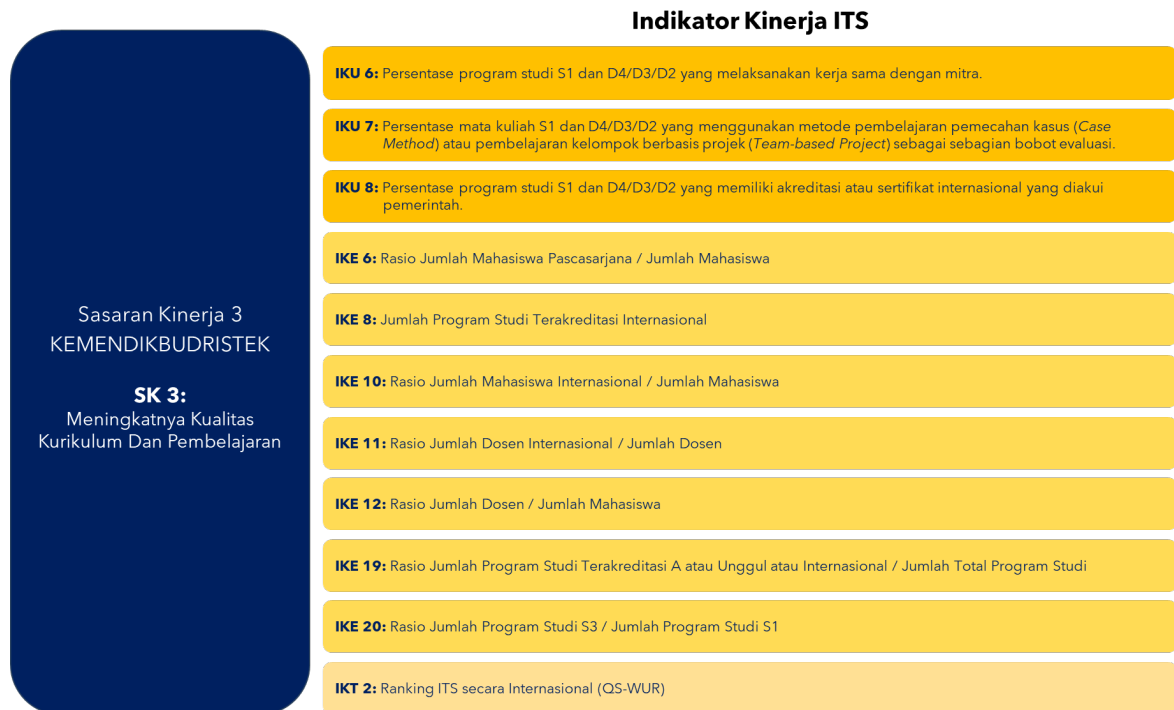 Indikator Kinerja ITS
Sasaran Kinerja 3
KEMENDIKBUDRISTEK
SK 3:
Meningkatnya Kualitas
Kurikulum Dan Pembelajaran
IKU 6: Persentase program studi S1 dan D4/D3/D2 yang melaksanakan kerja sama dengan mitra.
IKU 7: Persentase mata kuliah S1 dan D4/D3/D2 yang menggunakan metode pembelajaran pemecahan kasus (Case
Method) atau pembelajaran kelompok berbasis projek (Team-based Project) sebagai sebagian bobot evaluasi.
IKU 8: Persentase program studi S1 dan D4/D3/D2 yang memiliki akreditasi atau sertifikat internasional yang diakui
pemerintah.
IKE 6: Rasio Jumlah Mahasiswa Pascasarjana / Jumlah Mahasiswa
IKE 8: Jumlah Program Studi Terakreditasi Internasional
IKE 10: Rasio Jumlah Mahasiswa Internasional / Jumlah Mahasiswa
IKE 11: Rasio Jumlah Dosen Internasional / Jumlah Dosen
IKE 12: Rasio Jumlah Dosen / Jumlah Mahasiswa
IKE 19: Rasio Jumlah Program Studi Terakreditasi A atau Unggul atau Internasional / Jumlah Total Program Studi
IKE 20: Rasio Jumlah Program Studi S3 / Jumlah Program Studi S1
IKT 2: Ranking ITS secara Internasional (QS-WUR)